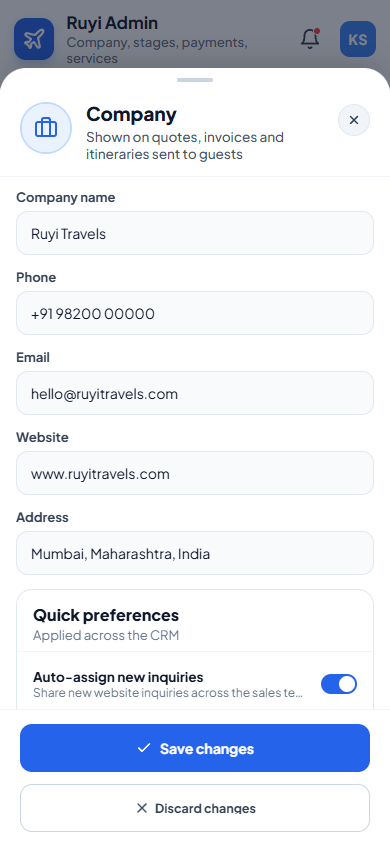 Ruyi Admin
Company, stages, payments,
services
KS
Company
Shown on quotes, invoices and
itineraries sent to guests
Company name
Ruyi Travels
Phone
+91 98200 00000
Email
hello@ruyitravels.com
Website
www.ruyitravels.com
Address
Mumbai, Maharashtra, India
Quick preferences
Applied across the CRM
Auto-assign new inquiries
Share new website inquiries across the sales te...
Save changes
Discard changes